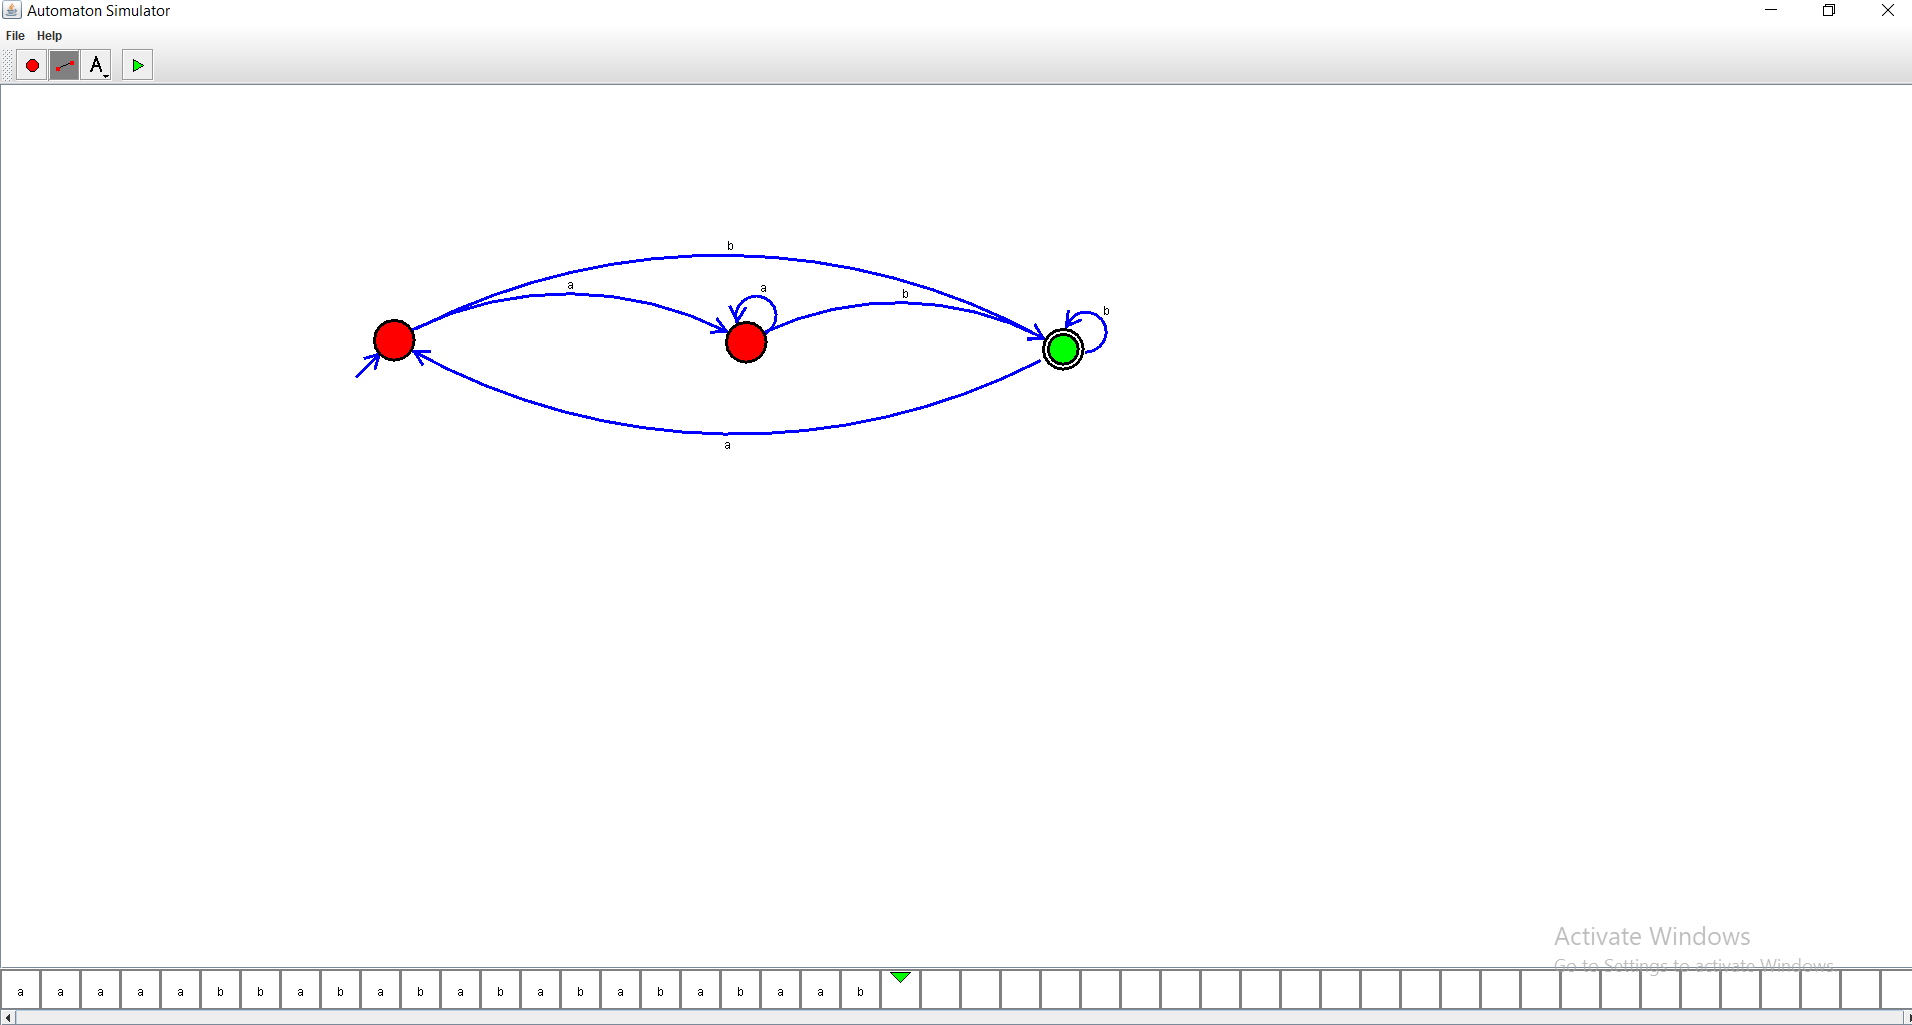 Automaton Simulator
File Help
A
b
a
a
b
b
a
Activate Windows
Go to Settings to activate Windows.
a a a a a b b a b a b a b a b a b a b a a b